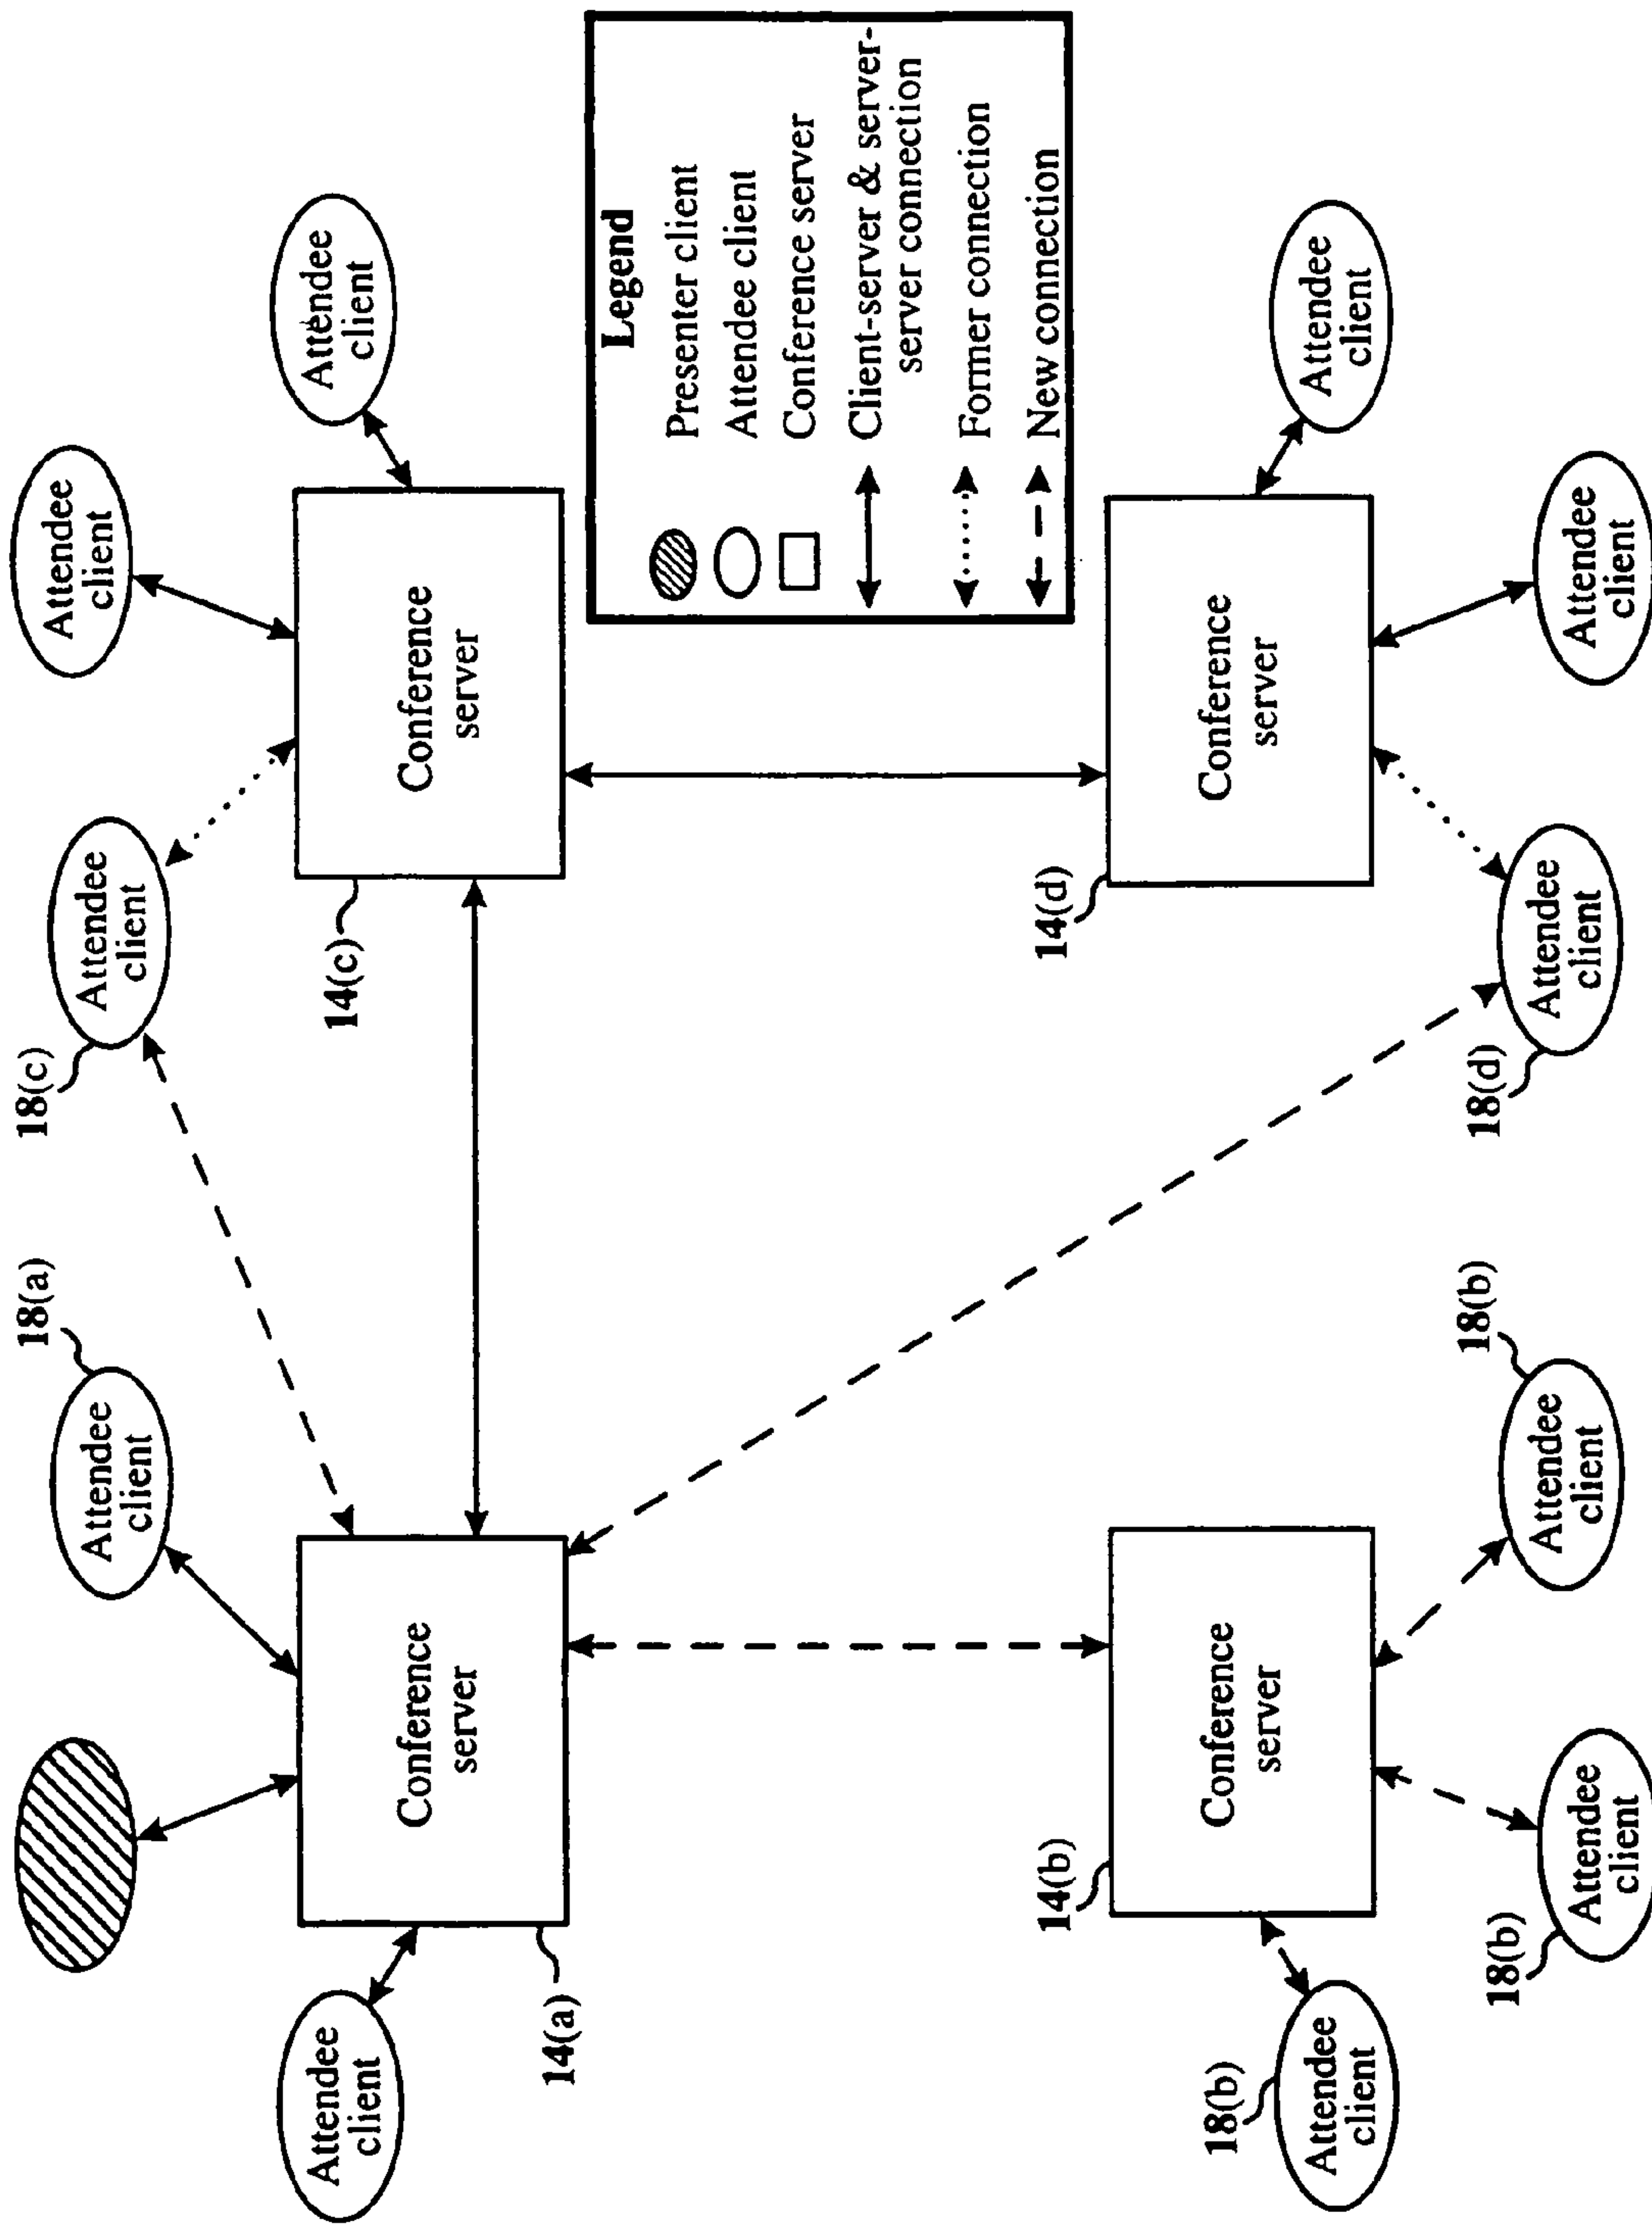 Attendee
client
18(a)
Attendee
client
Conference
server
14(a)
18(c)
Attendee
client
Attendee
client
Attendee
client
14(c)
Conference
server
Legend
Presenter client
Attendee client
Conference server
Client-server & server-
server connection
Former connection
New connection
14(b)
Conference
server
18(b)
Attendee
client
18(b)
Attendee
client
18(b)
Attendee
client
14(d)
Conference
server
18(d)
Attendee
client
Attendee
client
Attendee
client